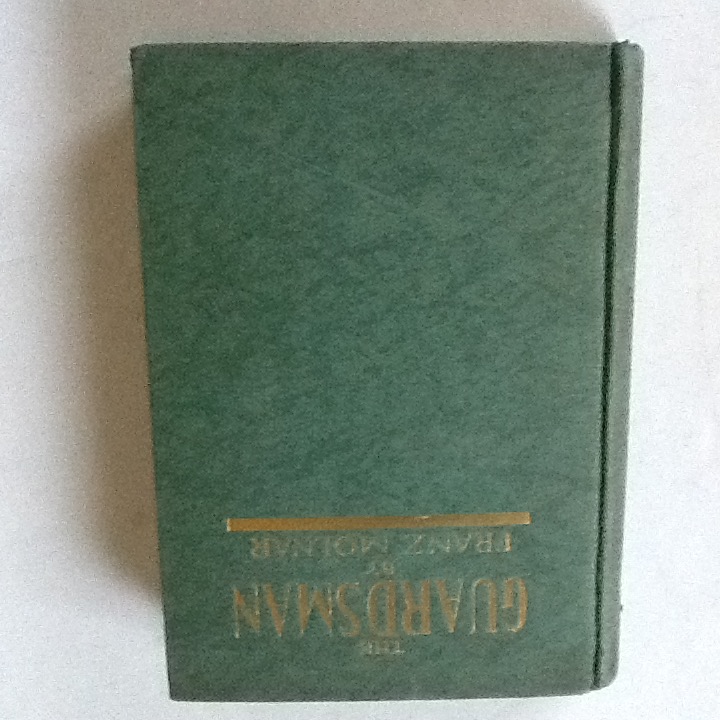 THE
GUARDSMAN
BY
FRANZ MOLNAR